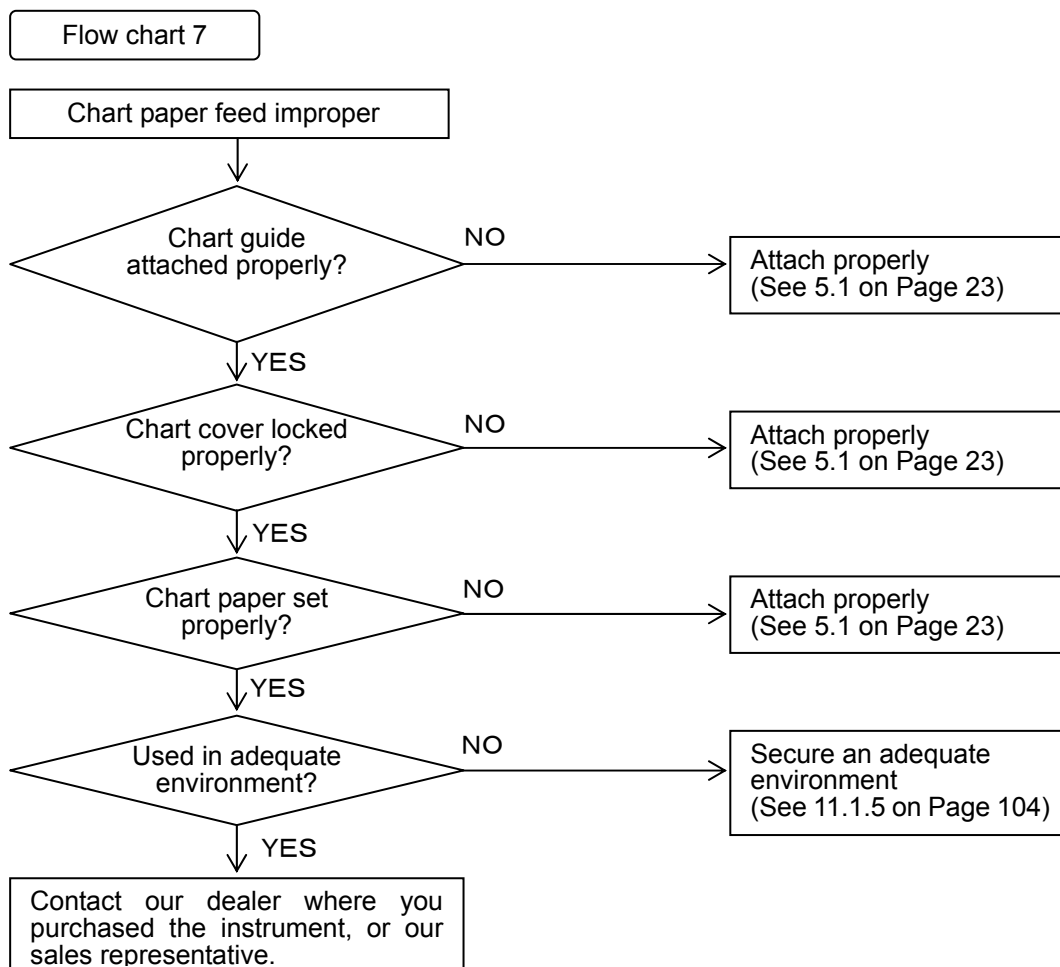 Flow chart 7
Chart paper feed improper
Chart guide
attached properly?
NO
Attach properly
(See 5.1 on Page 23)
YES
Chart cover locked
properly?
NO
Attach properly
(See 5.1 on Page 23)
YES
Chart paper set
properly?
NO
Attach properly
(See 5.1 on Page 23)
YES
Used in adequate
environment?
NO
Secure an adequate
environment
(See 11.1.5 on Page 104)
YES
Contact our dealer where you
purchased the instrument, or our
sales representative.